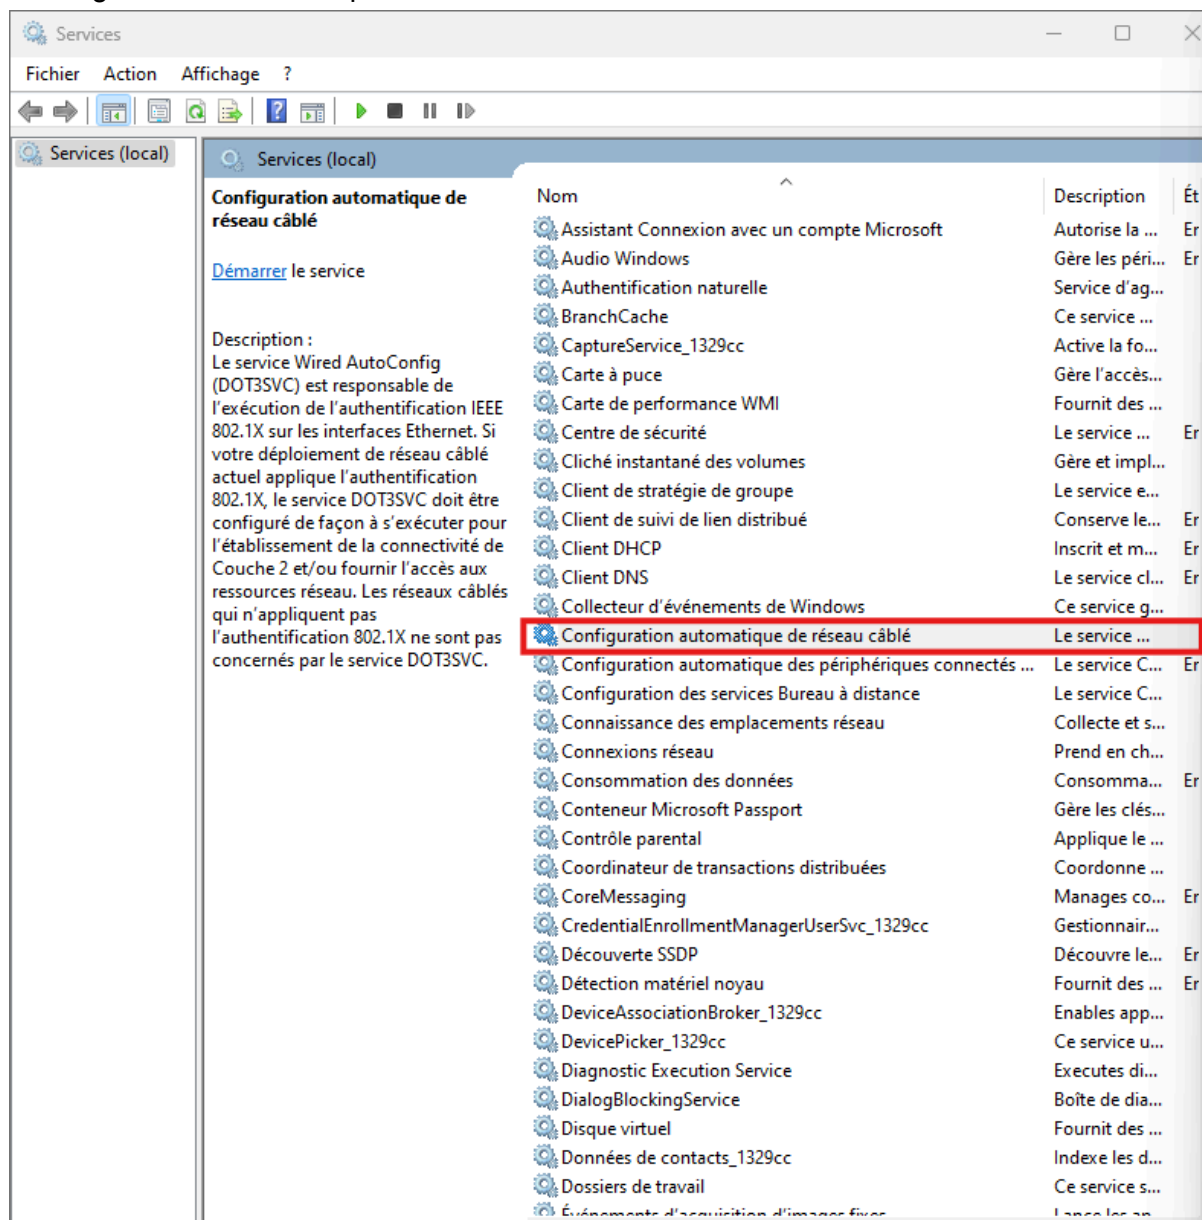 Services
Fichier Action Affichage ?
Services (local)
Services (local)
Configuration automatique de
réseau câblé
Démarrer le service
Description :
Le service Wired AutoConfig
(DOT3SVC) est responsable de
l'exécution de l'authentification IEEE
802.1X sur les interfaces Ethernet. Si
votre déploiement de réseau câblé
actuel applique l'authentification
802.1X, le service DOT3SVC doit être
configuré de façon à s'exécuter pour
l'établissement de la connectivité de
Couche 2 et/ou fournir l'accès aux
ressources réseau. Les réseaux câblés
qui n'appliquent pas
l'authentification 802.1X ne sont pas
concernés par le service DOT3SVC.
Nom Description Ét
Assistant Connexion avec un compte Microsoft Autorise la ... Er
Audio Windows Gère les péri... Er
Authentification naturelle Service d'ag...
BranchCache Ce service ...
CaptureService_1329cc Active la fo...
Carte à puce Gère l'accès...
Carte de performance WMI Fournit des ...
Centre de sécurité Le service ... Er
Cliché instantané des volumes Gère et impl...
Client de stratégie de groupe Le service e...
Client de suivi de lien distribué Conserve le... Er
Client DHCP Inscrit et m... Er
Client DNS Le service cl... Er
Collecteur d'événements de Windows Ce service g...
Configuration automatique de réseau câblé Le service ...
Configuration automatique des périphériques connectés ... Le service C... Er
Configuration des services Bureau à distance Le service C...
Connaissance des emplacements réseau Collecte et s...
Connexions réseau Prend en ch...
Consommation des données Consomma... Er
Conteneur Microsoft Passport Gère les clés...
Contrôle parental Applique le ...
Coordinateur de transactions distribuées Coordonne ...
CoreMessaging Manages co... Er
CredentialEnrollmentManagerUserSvc_1329cc Gestionnair...
Découverte SSDP Découvre le... Er
Détection matériel noyau Fournit des ... Er
DeviceAssociationBroker_1329cc Enables app...
DevicePicker_1329cc Ce service u...
Diagnostic Execution Service Executes di...
DialogBlockingService Boîte de dia...
Disque virtuel Fournit des ...
Données de contacts_1329cc Indexe les d...
Dossiers de travail Ce service s...
Événements d'acquisition d'images fixes Lance les an...